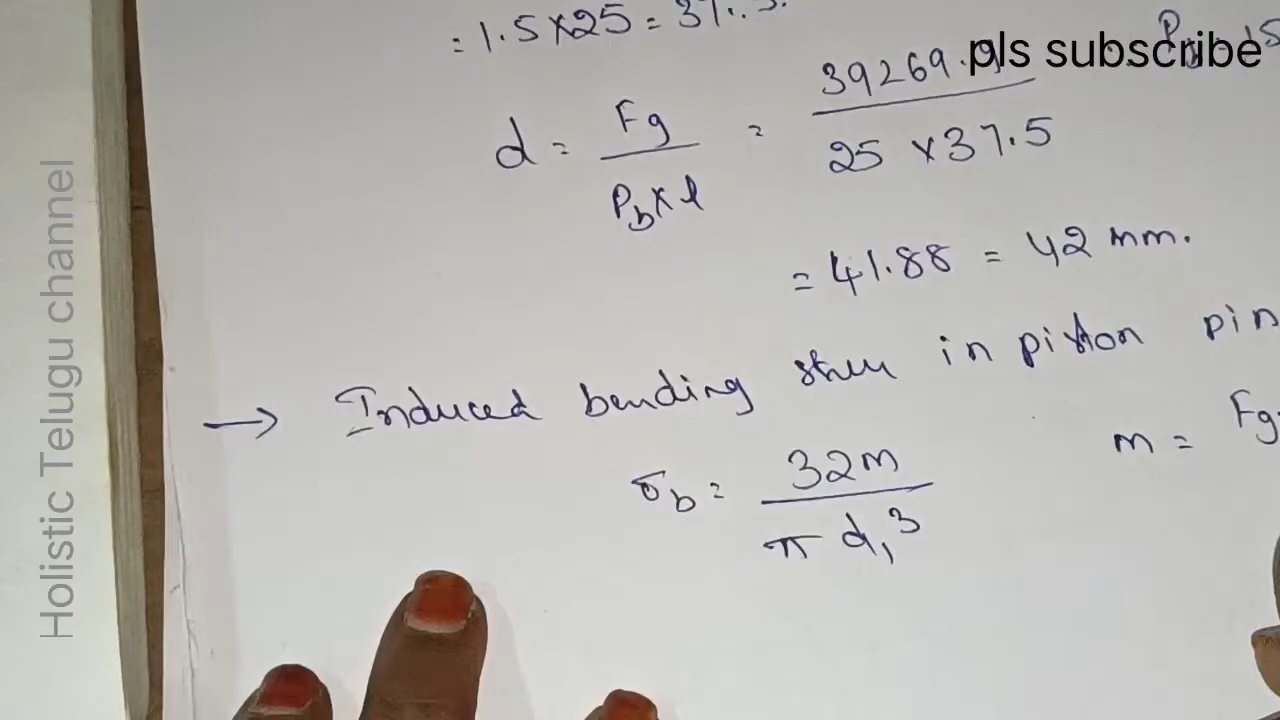 = 1.5×25 = 37.5.
pls subscribe
d = Fg / Pb×l = 39269.9 / 25 ×37.5
= 41.88 = 42 mm.
→ Induced bending stress in piston pin
σb = 32m / π d,³ m = Fg.
Holistic Telugu channel